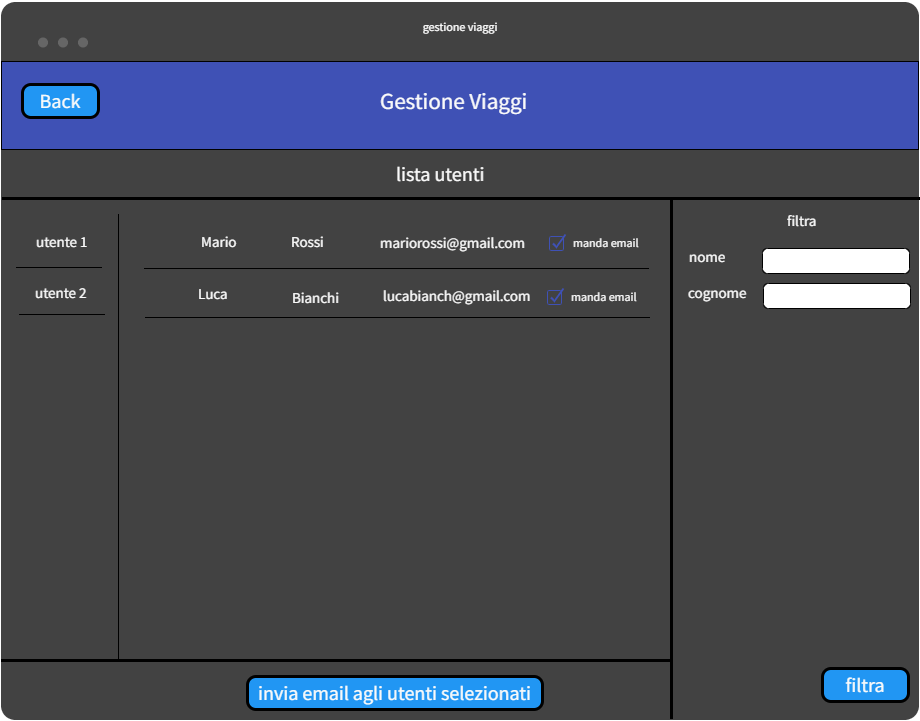 gestione viaggi
Back
Gestione Viaggi
lista utenti
utente 1 Mario Rossi mariorossi@gmail.com manda email
utente 2 Luca Bianchi lucabianch@gmail.com manda email
filtra
nome
cognome
invia email agli utenti selezionati
filtra